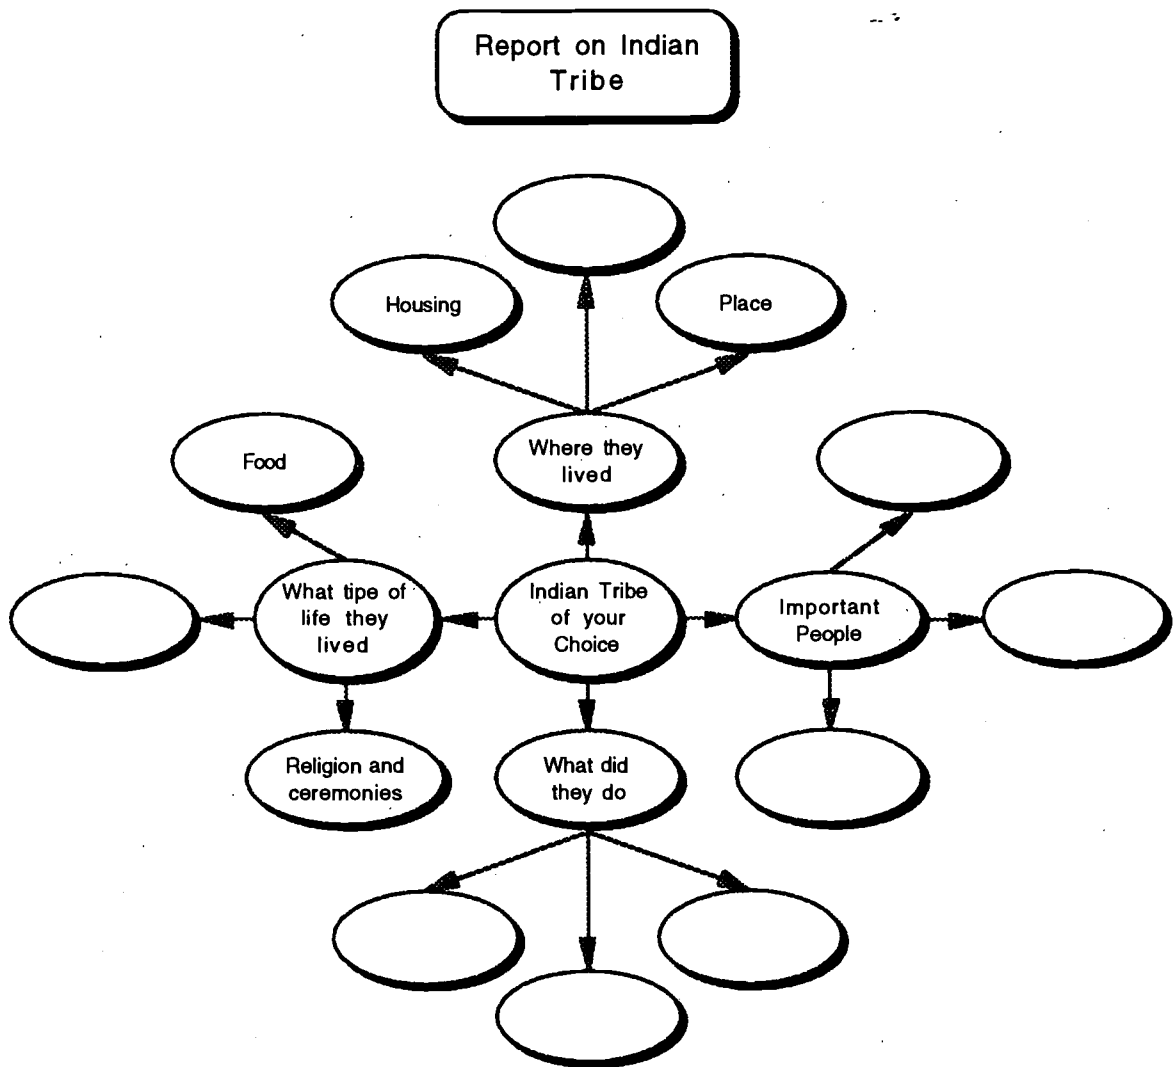 Report on Indian
Tribe
Housing
Place
Where they
lived
Food
What tipe of
life they
lived
Indian Tribe
of your
Choice
Important
People
Religion and
ceremonies
What did
they do